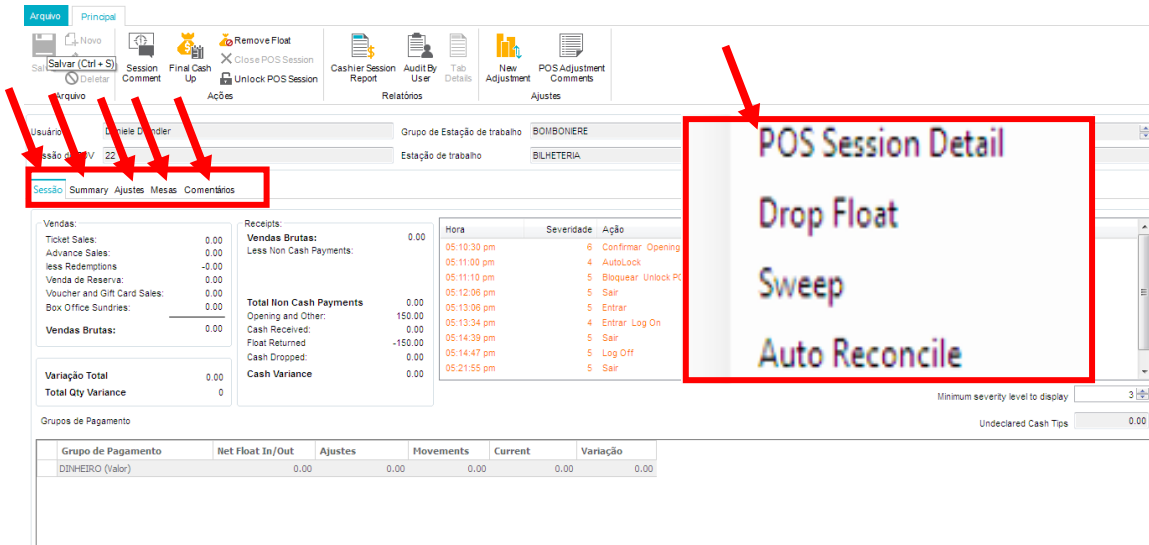 Arquivo Principal
Novo
Salvar (Ctrl + S)
Deletar
Arquivo
Session Comment
Final Cash Up
Remove Float
Close POS Session
Unlock POS Session
Ações
Cashier Session Report
Audit By User
Tab Details
Relatórios
New Adjustment
POS Adjustment Comments
Ajustes
Usuário
Grupo de Estação de trabalho BOMBONIERE
22
Estação de trabalho BILHETERIA
Sessão Summary Ajustes Mesas Comentários
Vendas:
Ticket Sales: 0.00
Advance Sales: 0.00
less Redemptions -0.00
Venda de Reserva: 0.00
Voucher and Gift Card Sales: 0.00
Box Office Sundries: 0.00
Vendas Brutas: 0.00
Variação Total 0.00
Total Qty Variance 0
Receipts:
Vendas Brutas: 0.00
Less Non Cash Payments:
Total Non Cash Payments 0.00
Opening and Other: 150.00
Cash Received: 0.00
Float Returned -150.00
Cash Dropped: 0.00
Cash Variance 0.00
Hora Severidade Ação
05:10:30 pm 6 Confirmar Opening
05:11:00 pm 4 AutoLock
05:11:10 pm 5 Bloquear Unlock PO
05:12:06 pm 5 Sair
05:13:06 pm 5 Entrar
05:13:34 pm 4 Entrar Log On
05:14:39 pm 5 Sair
05:14:47 pm 5 Log Off
05:21:55 pm 5 Sair
POS Session Detail
Drop Float
Sweep
Auto Reconcile
Minimum severity level to display 3
Undeclared Cash Tips 0.00
Grupos de Pagamento
Grupo de Pagamento Net Float In/Out Ajustes Movements Current Variação
DINHEIRO (Valor) 0.00 0.00 0.00 0.00 0.00